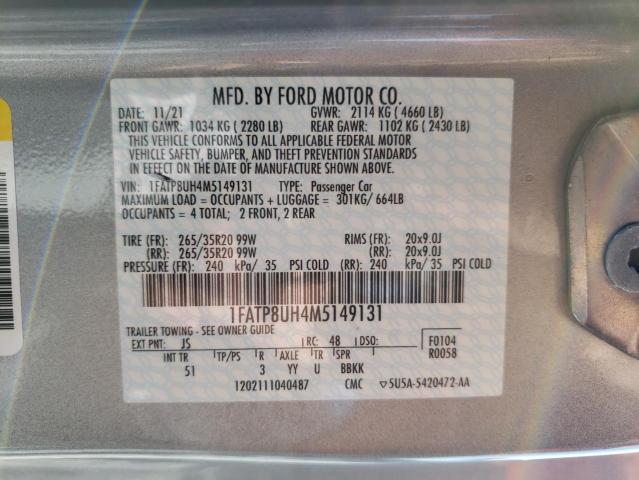 MFD. BY FORD MOTOR CO.
DATE: 11/21 GVWR: 2114 KG ( 4660 LB)
FRONT GAWR: 1034 KG ( 2280 LB) REAR GAWR: 1102 KG ( 2430 LB)
THIS VEHICLE CONFORMS TO ALL APPLICABLE FEDERAL MOTOR
VEHICLE SAFETY, BUMPER, AND THEFT PREVENTION STANDARDS
IN EFFECT ON THE DATE OF MANUFACTURE SHOWN ABOVE.
VIN: 1FATP8UH4M5149131 TYPE: Passenger Car
MAXIMUM LOAD = OCCUPANTS + LUGGAGE = 301KG/ 664LB
OCCUPANTS = 4 TOTAL; 2 FRONT, 2 REAR
TIRE (FR): 265/35R20 99W RIMS (FR): 20x9.0J
(RR): 265/35R20 99W (RR): 20x9.0J
PRESSURE (FR): 240 kPa/ 35 PSI COLD (RR): 240 kPa/ 35 PSI COLD
1FATP8UH4M5149131
TRAILER TOWING - SEE OWNER GUIDE
EXT PNT: JS RC: 48 DSO: F0104
R0058
INT TR TP/PS R AXLE TR SPR
51 3 YY U BBKK
1202111040487 CMC ▽5U5A-5420472-AA